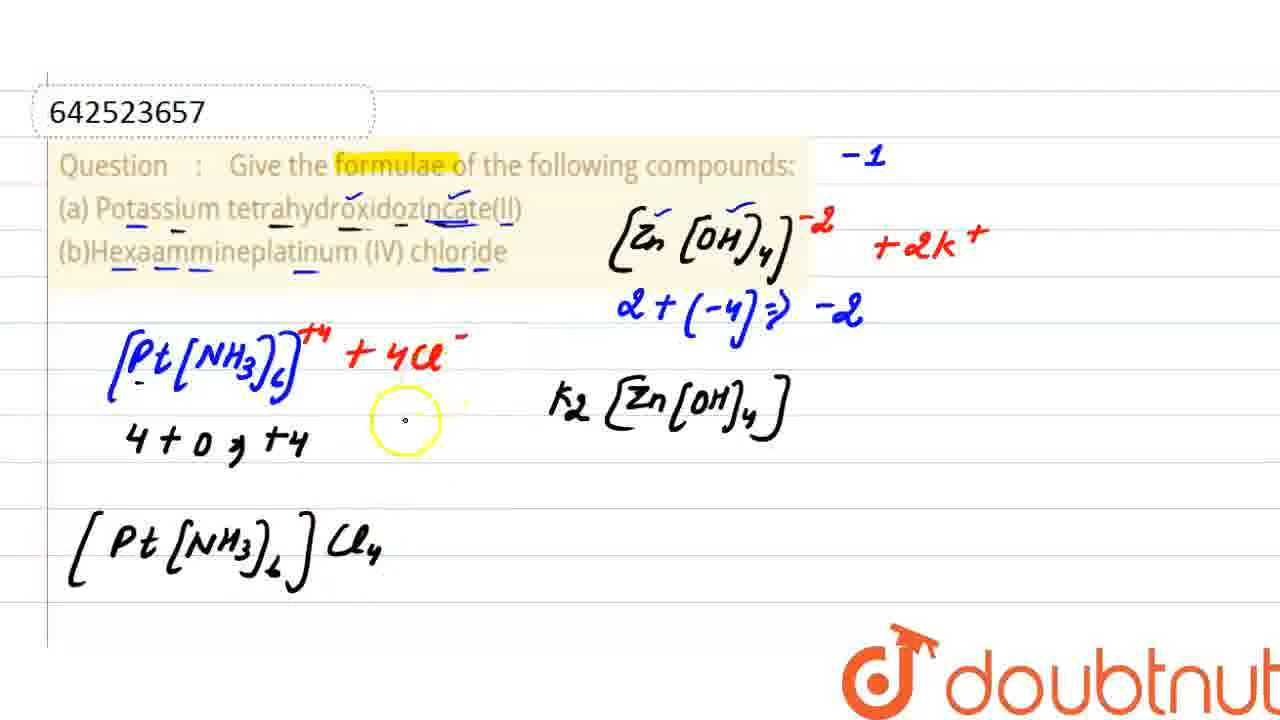 642523657
Question : Give the formulae of the following compounds:
(a) Potassium tetrahydroxidozincate(II)
(b)Hexaammineplatinum (IV) chloride
-1
[Zn [OH]4]-2 + 2K+
2 + (-4] => -2
[Pt[NH3]6]+4 + 4Cl-
K2 [Zn[OH]4]
4 + 0 => +4
[Pt[NH3]6] Cl4
doubtnut